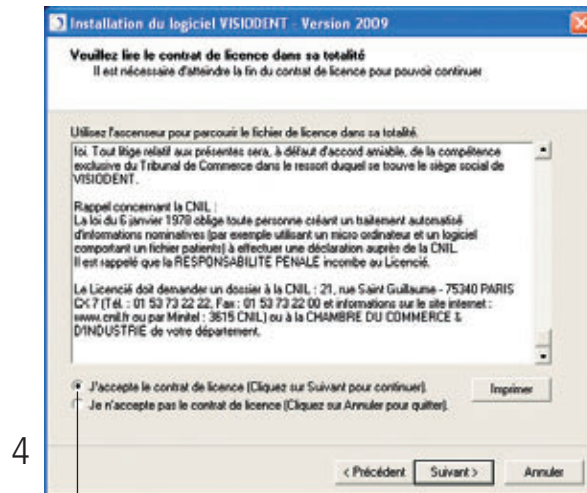 Installation du logiciel VISIODENT - Version 2009
Veuillez lire le contrat de licence dans sa totalité
Il est nécessaire d'atteindre la fin du contrat de licence pour pouvoir continuer
Utilisez l'ascenseur pour parcourir le fichier de licence dans sa totalité.
foi. Tout litige relatif aux présentes sera, à défaut d'accord amiable, de la compétence
exclusive du Tribunal de Commerce dans le ressort duquel se trouve le siège social de
VISIODENT.
Rappel concernant la CNIL :
La loi du 6 janvier 1978 oblige toute personne créant un traitement automatisé
d'informations nominatives (par exemple utilisant un micro ordinateur et un logiciel
comportant un fichier patients) à effectuer une déclaration auprès de la CNIL.
Il est rappelé que la RESPONSABILITE PENALE incombe au Licencié.
Le Licencié doit demander un dossier à la CNIL : 21, rue Saint Guillaume - 75340 PARIS
CX 7 (Tél. : 01 53 73 22 22, Fax : 01 53 73 22 00 et informations sur le site internet :
www.cnil.fr ou par Minitel : 3615 CNIL) ou à la CHAMBRE DU COMMERCE &
D'INDUSTRIE de votre département.
J'accepte le contrat de licence (Cliquez sur Suivant pour continuer).
Imprimer
Je n'accepte pas le contrat de licence (Cliquez sur Annuler pour quitter).
4
< Précédent
Suivant >
Annuler